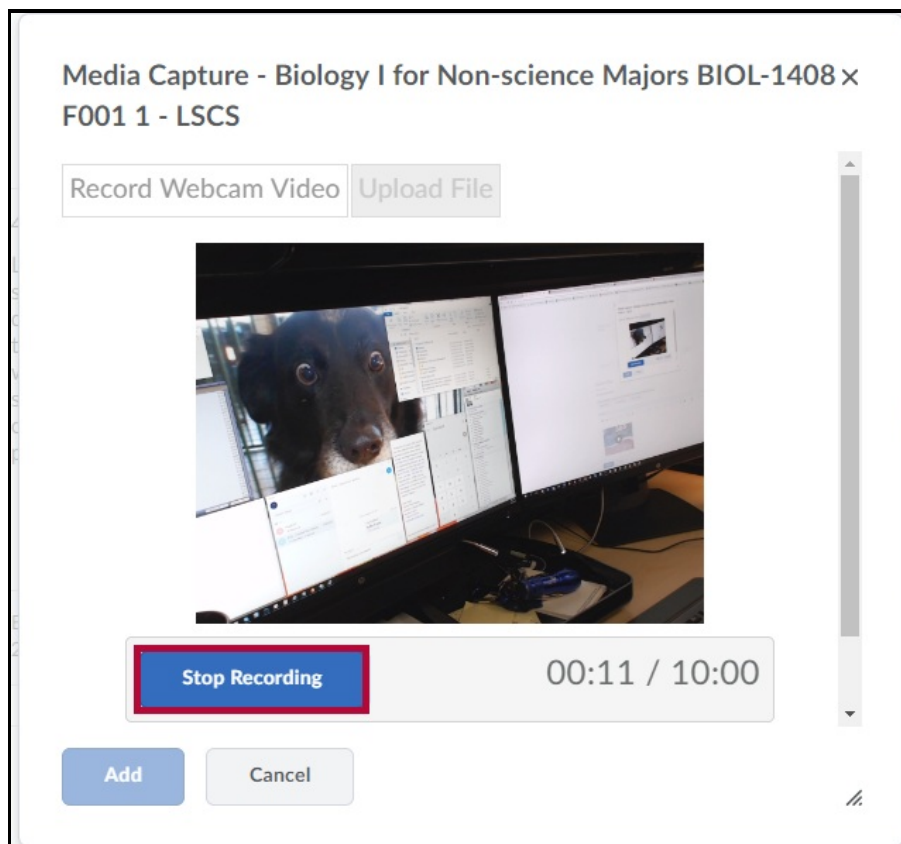 Media Capture - Biology I for Non-science Majors BIOL-1408 ×
F001 1 - LSCS
Record Webcam Video Upload File
Stop Recording 00:11 / 10:00
Add Cancel